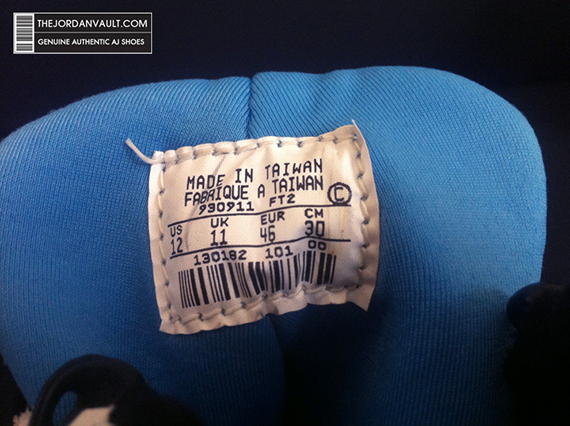 THEJORDANVAULT.COM
GENUINE AUTHENTIC AJ SHOES
MADE IN TAIWAN
FABRIQUE A TAIWAN
930911 FT2 C
US UK EUR CM
12 11 46 30
130182 101 00